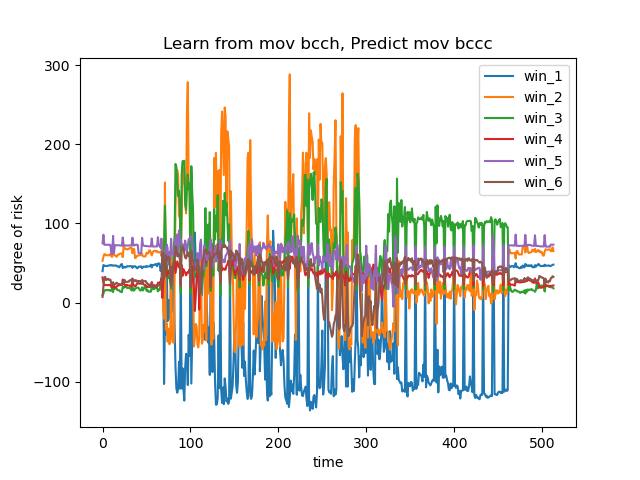 Learn from mov bcch, Predict mov bccc
degree of risk
300
200
100
0
−100
win_1
win_2
win_3
win_4
win_5
win_6
0
100
200
300
400
500
time